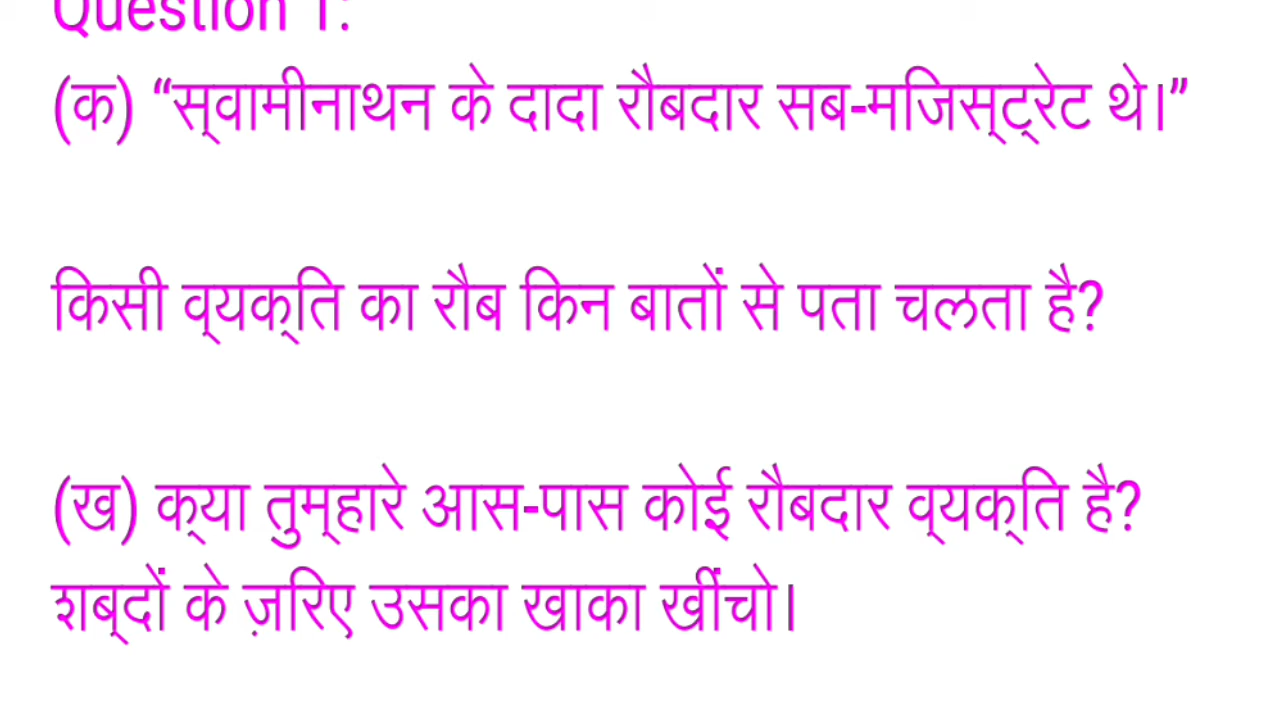 Question 1:
(क) “स्वामीनाथन के दादा रौबदार सब-मजिस्ट्रेट थे।”
किसी व्यक्ति का रौब किन बातों से पता चलता है?
(ख) क्या तुम्हारे आस-पास कोई रौबदार व्यक्ति है?
शब्दों के ज़रिए उसका खाका खींचो।